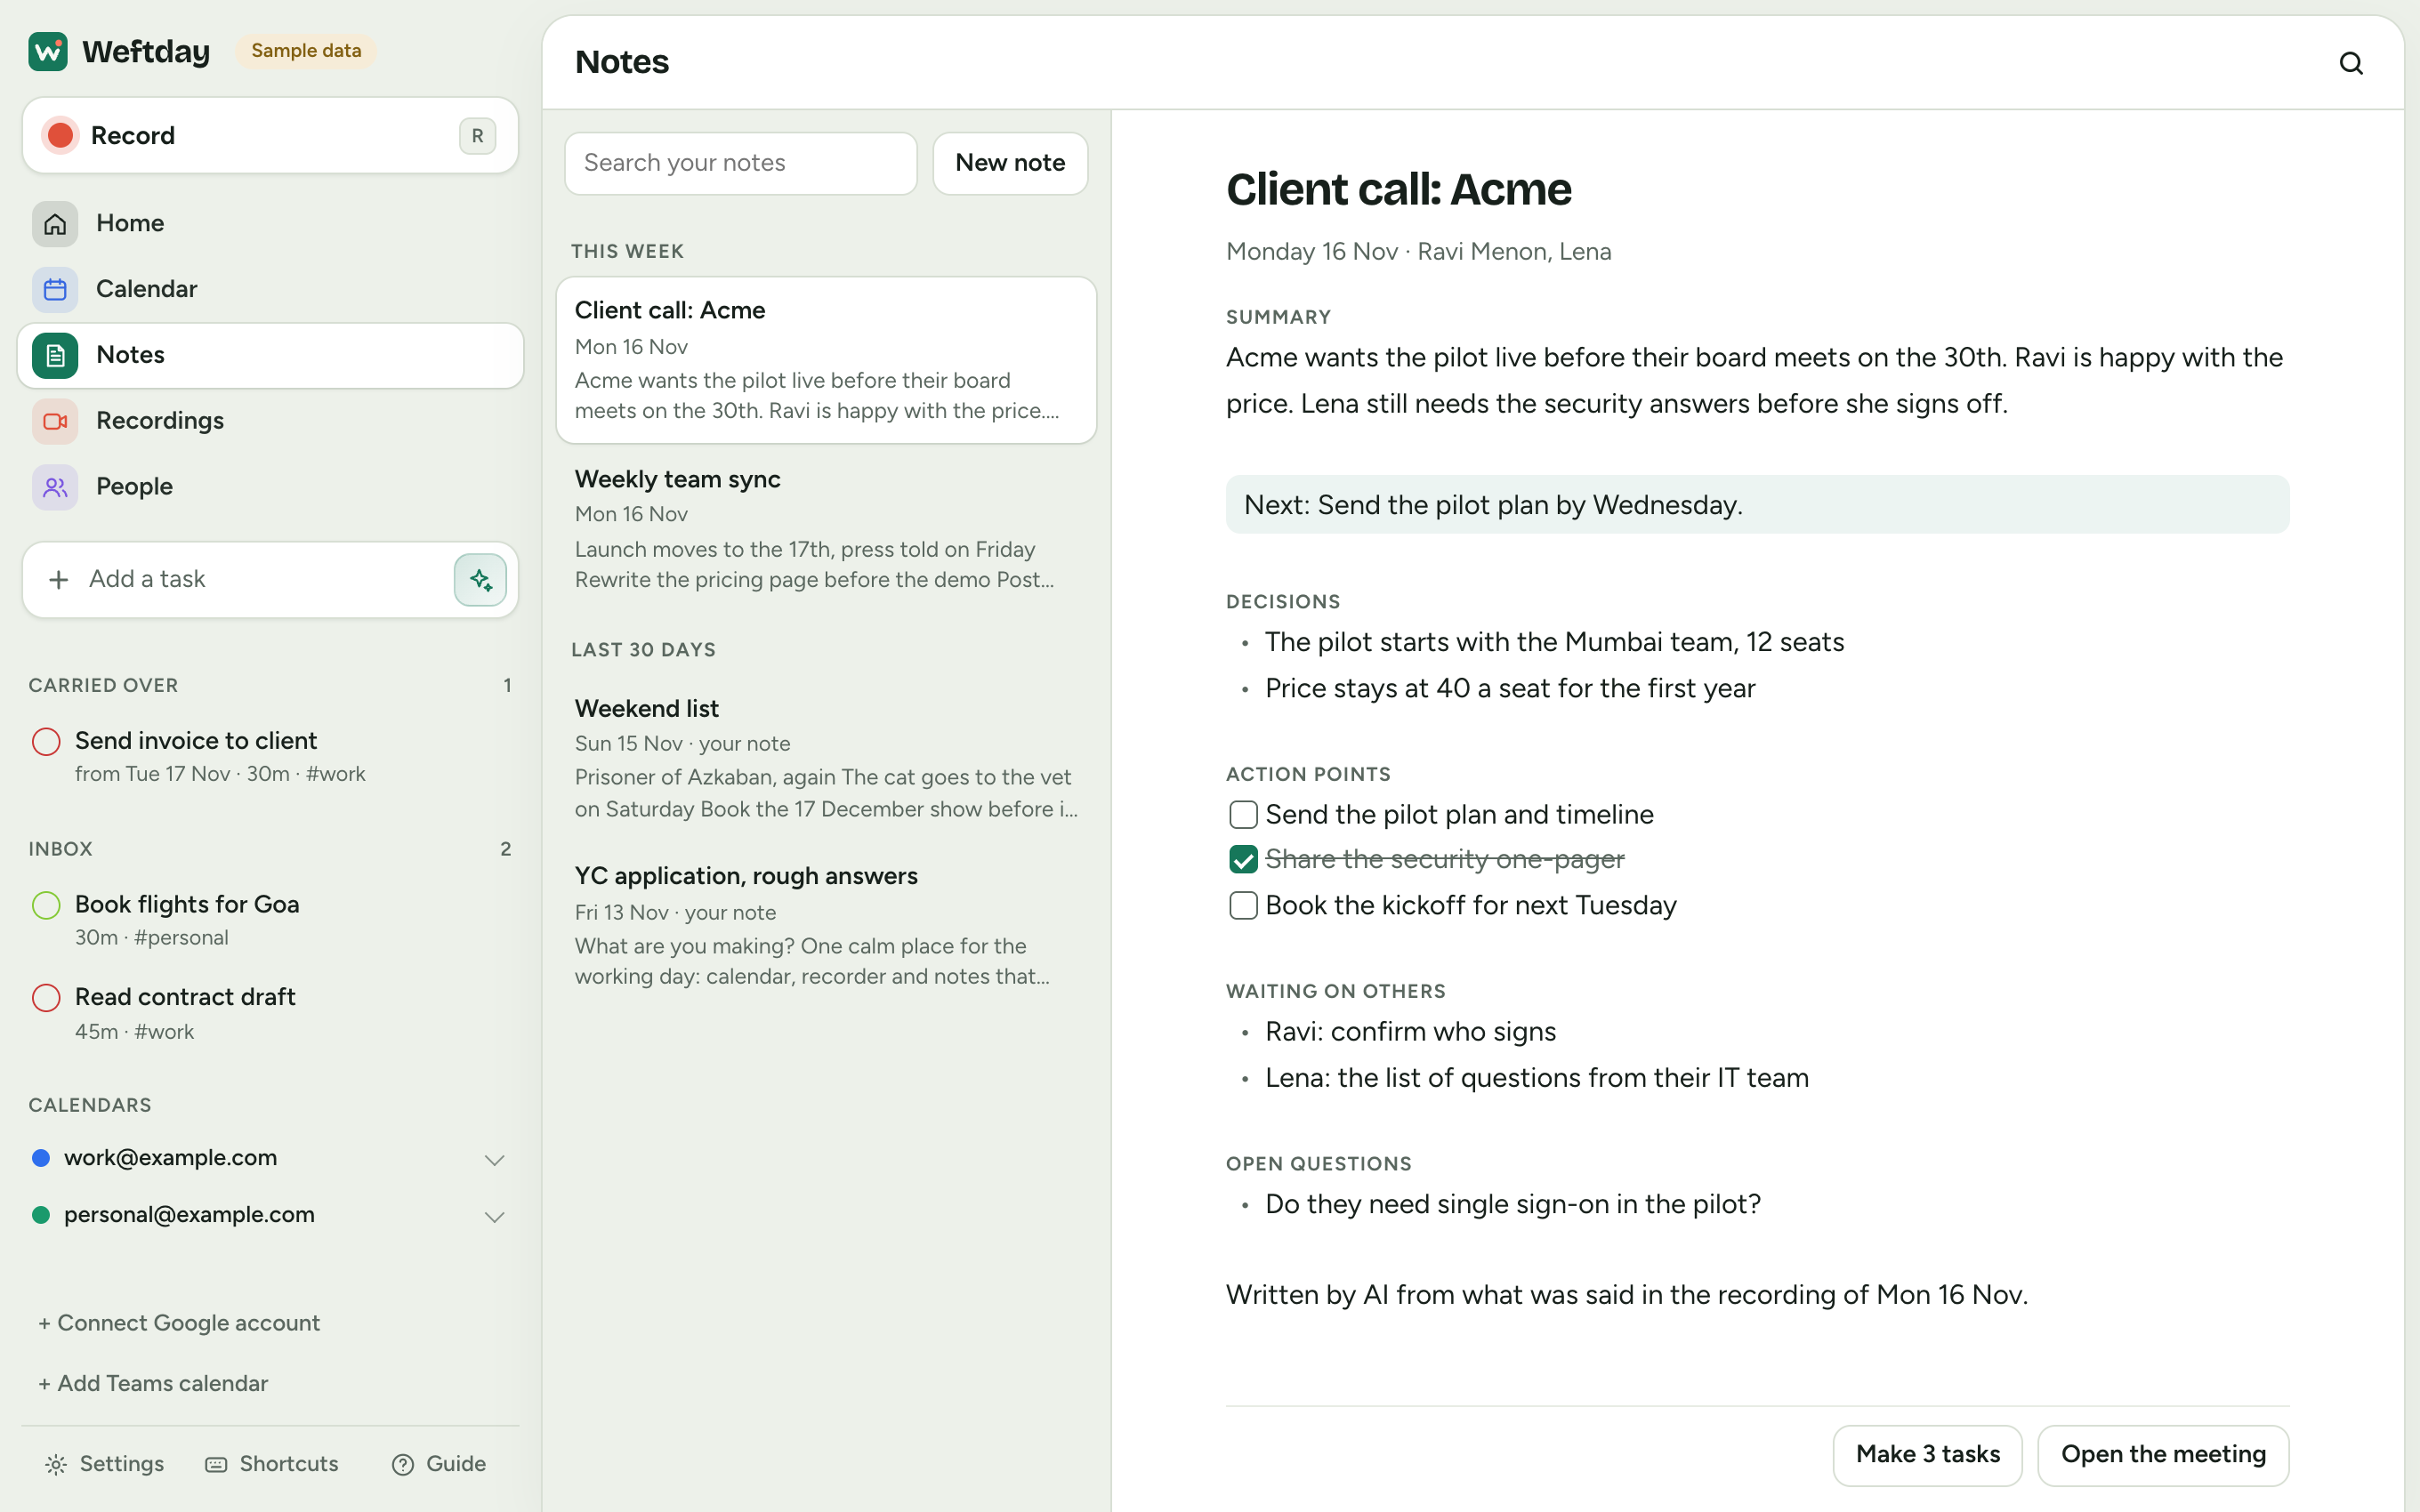 Weftday
Sample data
Record
R
Home
Calendar
Notes
Recordings
People
Add a task
CARRIED OVER 1
Send invoice to client
from Tue 17 Nov · 30m · #work
INBOX 2
Book flights for Goa
30m · #personal
Read contract draft
45m · #work
CALENDARS
work@example.com
personal@example.com
+ Connect Google account
+ Add Teams calendar
Settings
Shortcuts
Guide
Notes
Search your notes
New note
THIS WEEK
Client call: Acme
Mon 16 Nov
Acme wants the pilot live before their board
meets on the 30th. Ravi is happy with the price....
Weekly team sync
Mon 16 Nov
Launch moves to the 17th, press told on Friday
Rewrite the pricing page before the demo Post...
LAST 30 DAYS
Weekend list
Sun 15 Nov · your note
Prisoner of Azkaban, again The cat goes to the vet
on Saturday Book the 17 December show before i...
YC application, rough answers
Fri 13 Nov · your note
What are you making? One calm place for the
working day: calendar, recorder and notes that...
Client call: Acme
Monday 16 Nov · Ravi Menon, Lena
SUMMARY
Acme wants the pilot live before their board meets on the 30th. Ravi is happy with the
price. Lena still needs the security answers before she signs off.
Next: Send the pilot plan by Wednesday.
DECISIONS
• The pilot starts with the Mumbai team, 12 seats
• Price stays at 40 a seat for the first year
ACTION POINTS
Send the pilot plan and timeline
Share the security one-pager
Book the kickoff for next Tuesday
WAITING ON OTHERS
• Ravi: confirm who signs
• Lena: the list of questions from their IT team
OPEN QUESTIONS
• Do they need single sign-on in the pilot?
Written by AI from what was said in the recording of Mon 16 Nov.
Make 3 tasks
Open the meeting